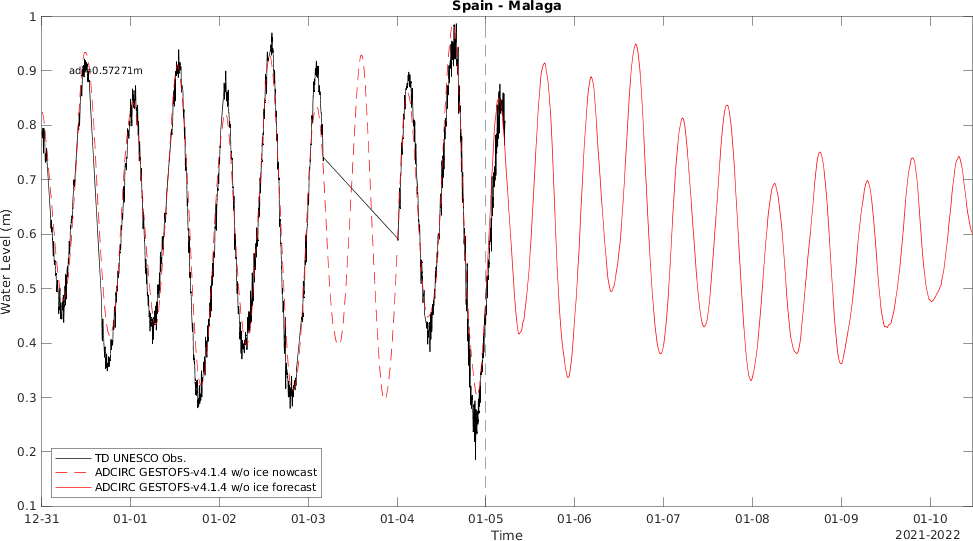 Spain - Malaga
1
0.9
0.8
0.7
0.6
0.5
0.4
0.3
0.2
0.1
Water Level (m)
+0.57271m
TD UNESCO Obs.
ADCIRC GESTOFS-v4.1.4 w/o ice nowcast
ADCIRC GESTOFS-v4.1.4 w/o ice forecast
12-31 01-01 01-02 01-03 01-04 01-05 01-06 01-07 01-08 01-09 01-10
Time
2021-2022